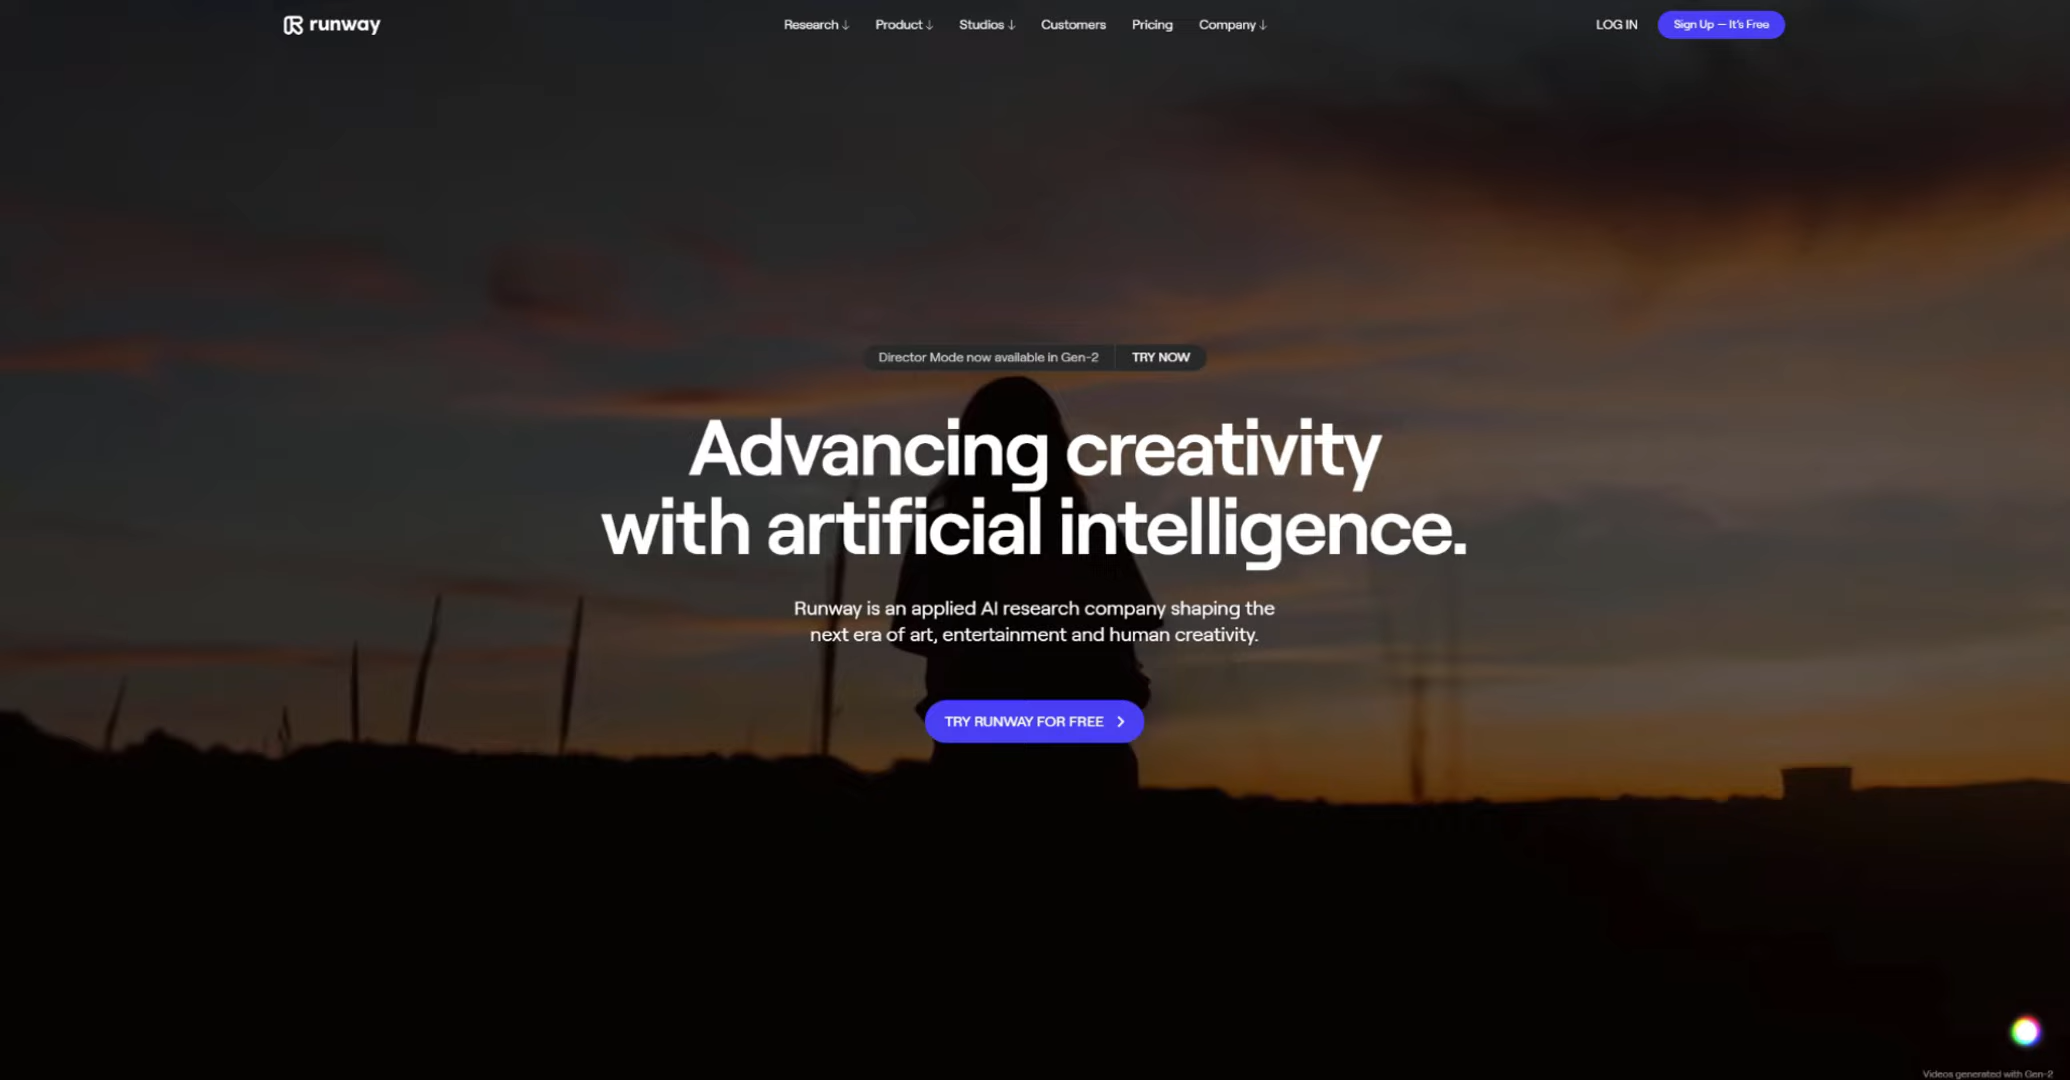 runway
Research ↓ Product ↓ Studios ↓ Customers Pricing Company ↓
LOG IN
Sign Up — It's Free
Director Mode now available in Gen-2 TRY NOW
Advancing creativity
with artificial intelligence.
Runway is an applied AI research company shaping the
next era of art, entertainment and human creativity.
TRY RUNWAY FOR FREE
Videos generated with Gen-2